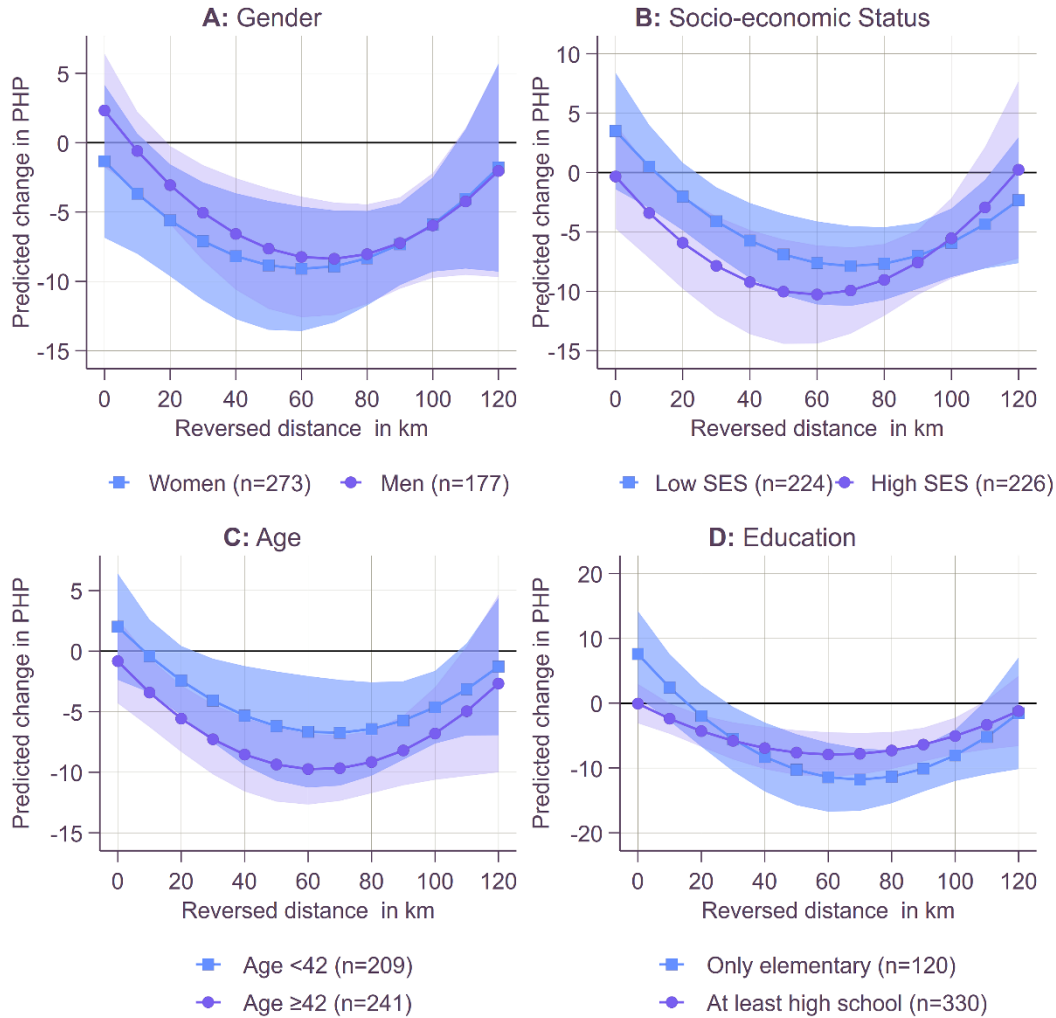 A: Gender
Predicted change in PHP
5
0
-5
-10
-15
0 20 40 60 80 100 120
Reversed distance in km
Women (n=273) Men (n=177)
B: Socio-economic Status
Predicted change in PHP
10
5
0
-5
-10
-15
0 20 40 60 80 100 120
Reversed distance in km
Low SES (n=224) High SES (n=226)
C: Age
Predicted change in PHP
5
0
-5
-10
-15
0 20 40 60 80 100 120
Reversed distance in km
Age <42 (n=209)
Age ≥42 (n=241)
D: Education
Predicted change in PHP
20
10
0
-10
-20
0 20 40 60 80 100 120
Reversed distance in km
Only elementary (n=120)
At least high school (n=330)